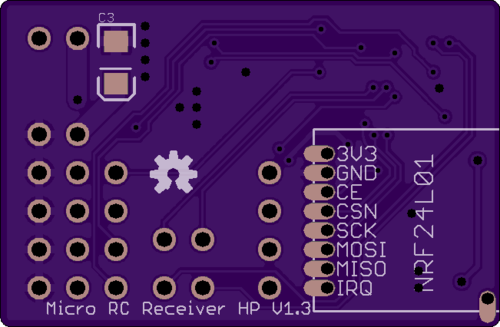 C3
3V3
GND
CE
CSN
SCK
MOSI
MISO
IRQ
NRF24L01
Micro RC Receiver HP V1.3